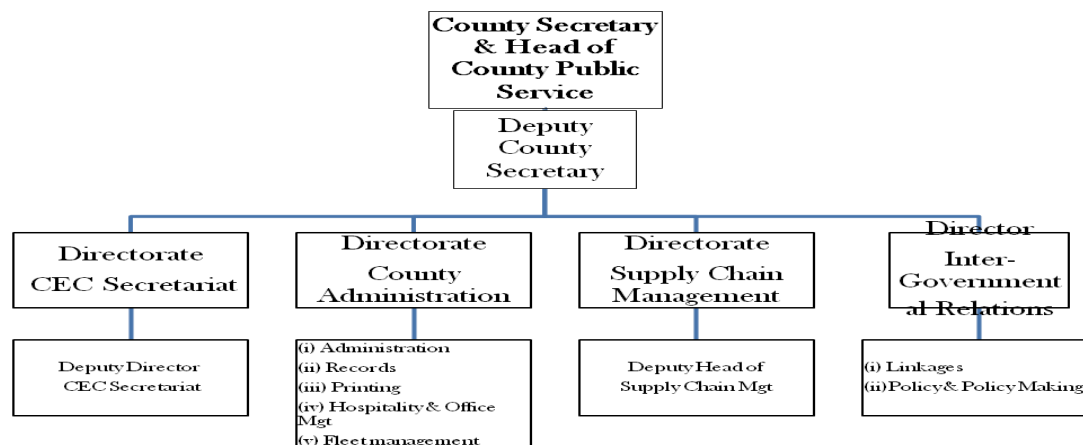 County Secretary
& Head of
County Public
Service
Deputy
County
Secretary
Directorate
CEC Secretariat
Directorate
County
Administration
Directorate
Supply Chain
Management
Director
Inter-
Government
al Relations
Deputy Director
CEC Secretariat
(i) Administration
(ii) Records
(iii) Printing
(iv) Hospitality & Office
Mgt
(v) Fleet management
Deputy Head of
Supply Chain Mgt
(i) Linkages
(ii) Policy & Policy Making